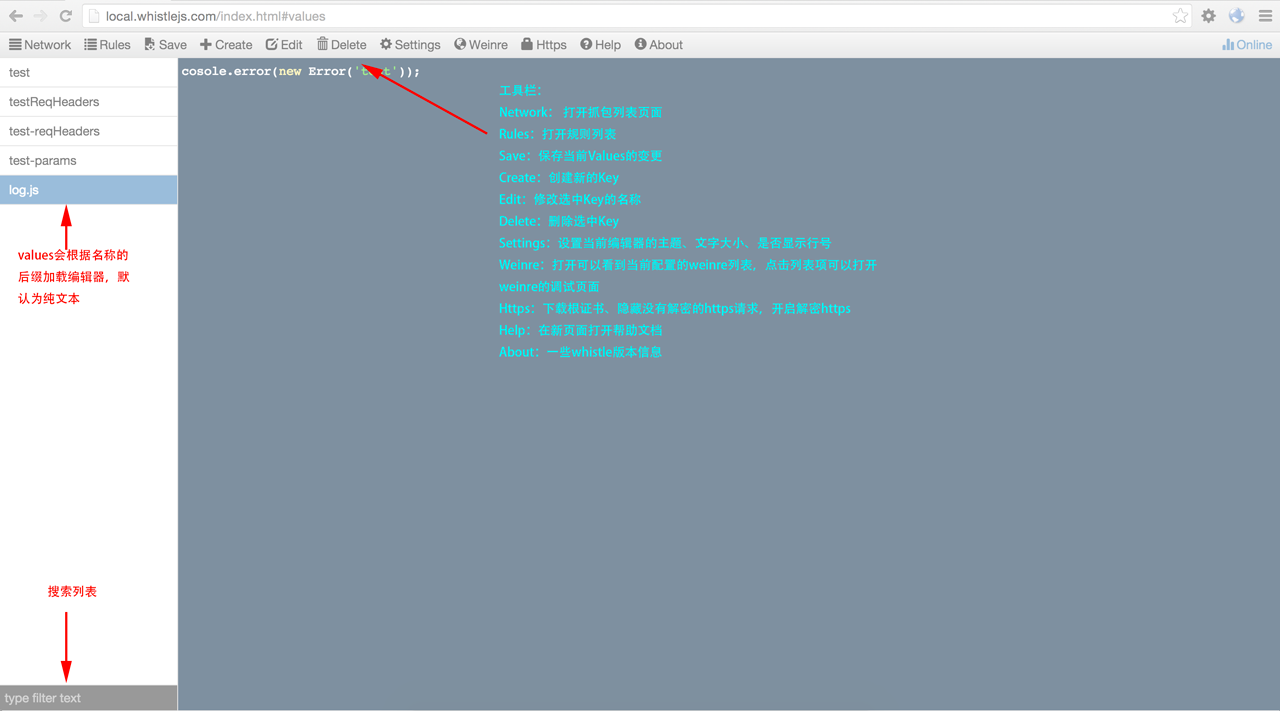 local.whistlejs.com/index.html#values
Network Rules Save Create Edit Delete Settings Weinre Https Help About Online
test
testReqHeaders
test-reqHeaders
test-params
log.js
values会根据名称的
后缀加载编辑器，默
认为纯文本
搜索列表
type filter text
cosole.error(new Error('test'));
工具栏：
Network： 打开抓包列表页面
Rules：打开规则列表
Save：保存当前Values的变更
Create：创建新的Key
Edit：修改选中Key的名称
Delete：删除选中Key
Settings：设置当前编辑器的主题、文字大小、是否显示行号
Weinre：打开可以看到当前配置的weinre列表，点击列表项可以打开
weinre的调试页面
Https：下载根证书、隐藏没有解密的https请求，开启解密https
Help：在新页面打开帮助文档
About：一些whistle版本信息